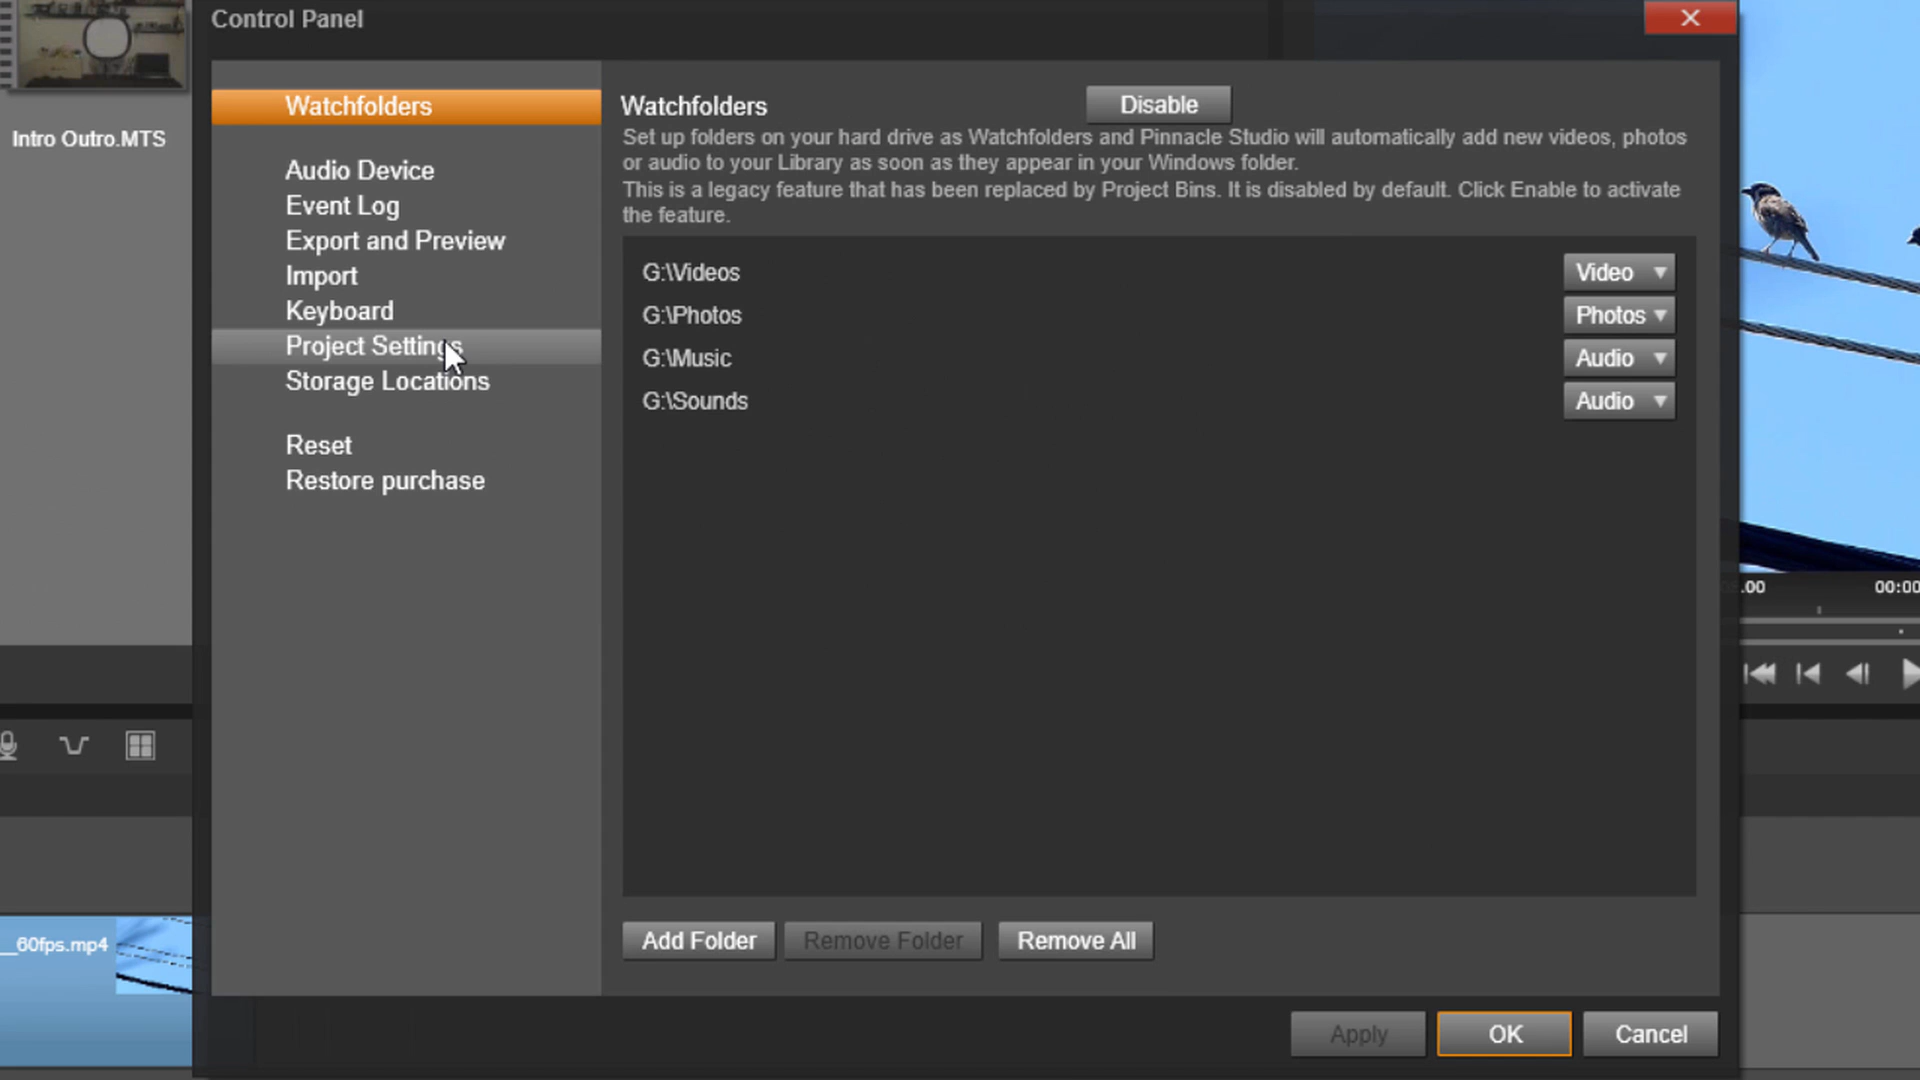 Control Panel
Intro Outro.MTS
Watchfolders
Audio Device
Event Log
Export and Preview
Import
Keyboard
Project Settings
Storage Locations
Reset
Restore purchase
Watchfolders
Disable
Set up folders on your hard drive as Watchfolders and Pinnacle Studio will automatically add new videos, photos
or audio to your Library as soon as they appear in your Windows folder.
This is a legacy feature that has been replaced by Project Bins. It is disabled by default. Click Enable to activate
the feature.
G:\Videos Video
G:\Photos Photos
G:\Music Audio
G:\Sounds Audio
Add Folder Remove Folder Remove All
Apply OK Cancel
.00 00:00
__60fps.mp4